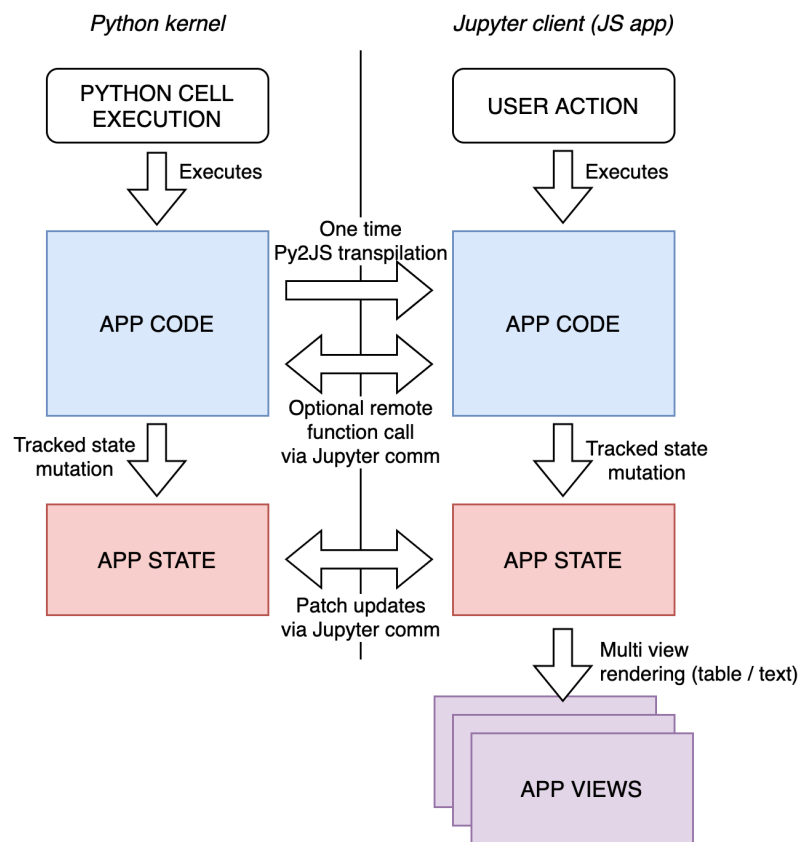 Python kernel
Jupyter client (JS app)
PYTHON CELL
EXECUTION
USER ACTION
Executes
Executes
One time
Py2JS transpilation
APP CODE
APP CODE
Optional remote
function call
via Jupyter comm
Tracked state
mutation
Tracked state
mutation
APP STATE
APP STATE
Patch updates
via Jupyter comm
Multi view
rendering (table / text)
APP VIEWS